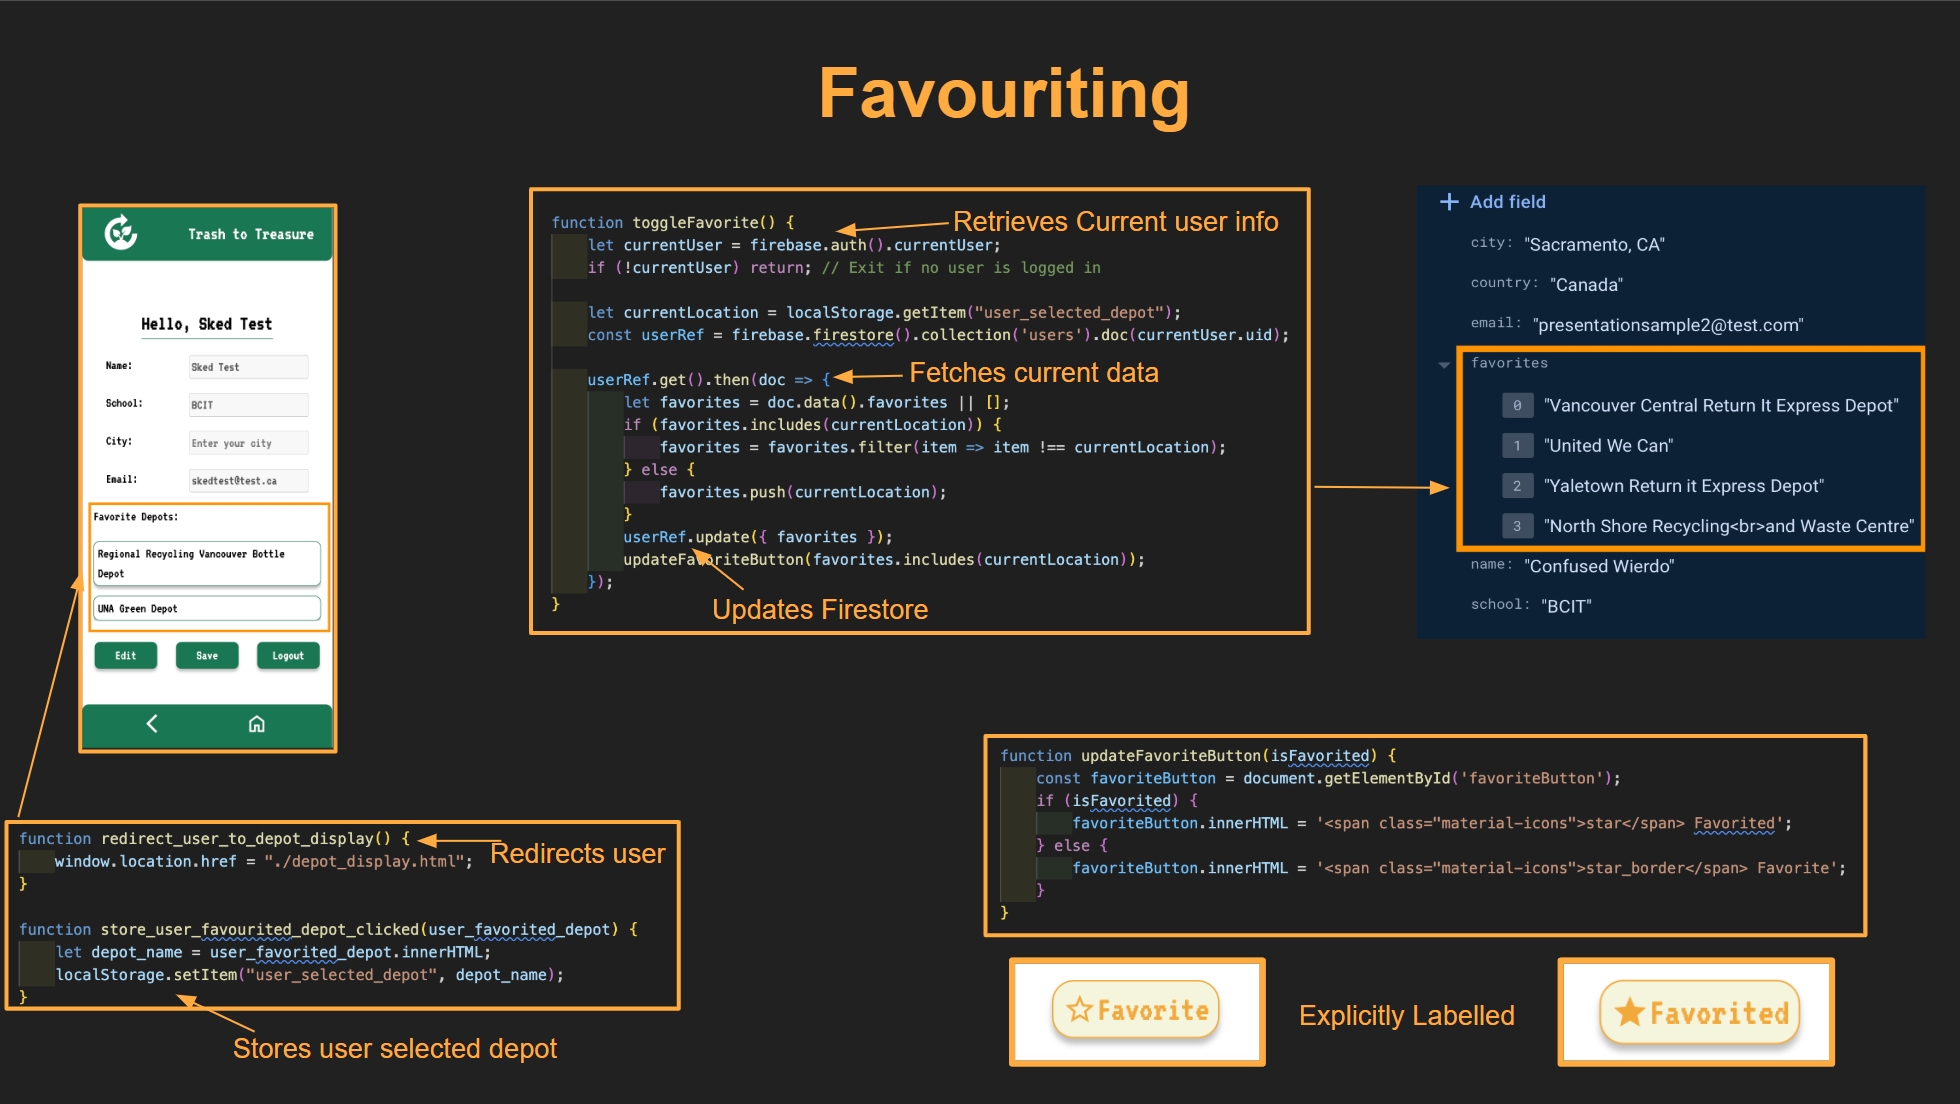 Favouriting
Trash to Treasure
Hello, Sked Test
Name:
Sked Test
School:
BCIT
City:
Enter your city
Email:
skedtest@test.ca
Favorite Depots:
Regional Recycling Vancouver Bottle
Depot
UNA Green Depot
Edit
Save
Logout
function toggleFavorite() {
Retrieves Current user info
let currentUser = firebase.auth().currentUser;
if (!currentUser) return; // Exit if no user is logged in
let currentLocation = localStorage.getItem("user_selected_depot");
const userRef = firebase.firestore().collection('users').doc(currentUser.uid);
userRef.get().then(doc => {
Fetches current data
let favorites = doc.data().favorites || [];
if (favorites.includes(currentLocation)) {
favorites = favorites.filter(item => item !== currentLocation);
} else {
favorites.push(currentLocation);
}
userRef.update({ favorites });
updateFavoriteButton(favorites.includes(currentLocation));
});
}
Updates Firestore
Add field
city: "Sacramento, CA"
country: "Canada"
email: "presentationsample2@test.com"
favorites
0 "Vancouver Central Return It Express Depot"
1 "United We Can"
2 "Yaletown Return it Express Depot"
3 "North Shore Recycling<br>and Waste Centre"
name: "Confused Wierdo"
school: "BCIT"
function redirect_user_to_depot_display() {
Redirects user
window.location.href = "./depot_display.html";
}
function store_user_favourited_depot_clicked(user_favorited_depot) {
let depot_name = user_favorited_depot.innerHTML;
localStorage.setItem("user_selected_depot", depot_name);
}
Stores user selected depot
function updateFavoriteButton(isFavorited) {
const favoriteButton = document.getElementById('favoriteButton');
if (isFavorited) {
favoriteButton.innerHTML = '<span class="material-icons">star</span> Favorited';
} else {
favoriteButton.innerHTML = '<span class="material-icons">star_border</span> Favorite';
}
}
Favorite
Explicitly Labelled
Favorited